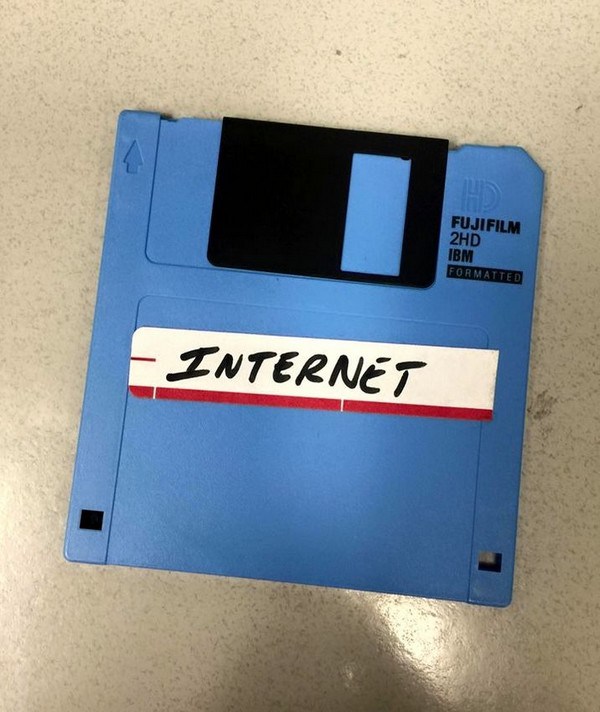 HD
FUJIFILM
2HD
IBM
FORMATTED
INTERNET